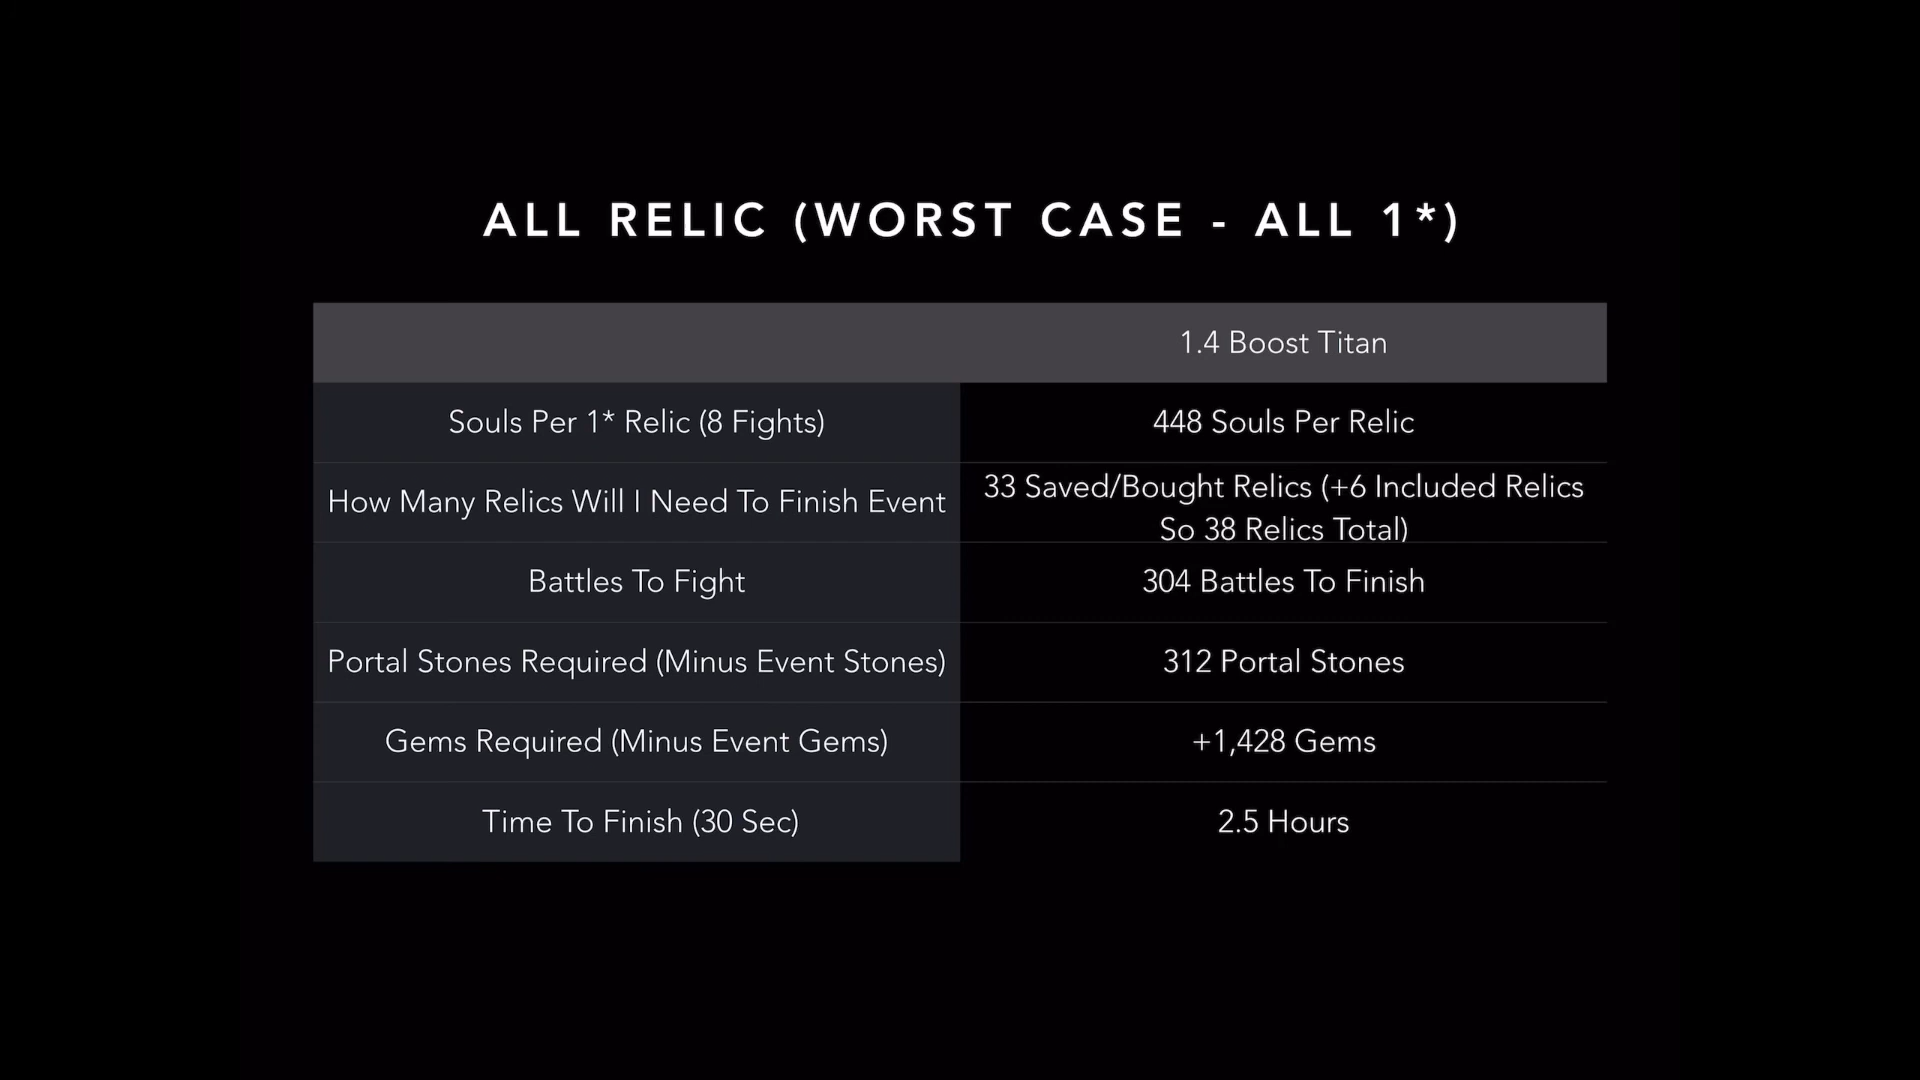 ALL RELIC (WORST CASE - ALL 1*)
1.4 Boost Titan
Souls Per 1* Relic (8 Fights)
448 Souls Per Relic
How Many Relics Will I Need To Finish Event
33 Saved/Bought Relics (+6 Included Relics
So 38 Relics Total)
Battles To Fight
304 Battles To Finish
Portal Stones Required (Minus Event Stones)
312 Portal Stones
Gems Required (Minus Event Gems)
+1,428 Gems
Time To Finish (30 Sec)
2.5 Hours